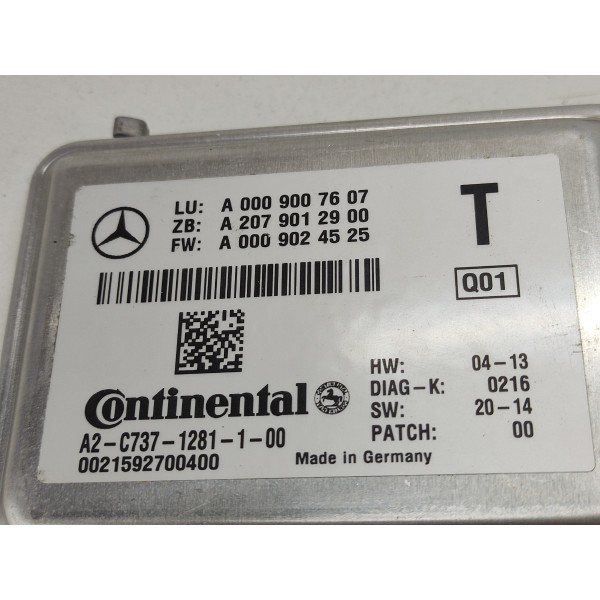 LU: A 000 900 76 07
ZB: A 207 901 29 00
FW: A 000 902 45 25
T
Q01
HW: 04-13
DIAG-K: 0216
SW: 20-14
PATCH: 00
Continental
A2-C737-1281-1-00
0021592700400
Made in Germany